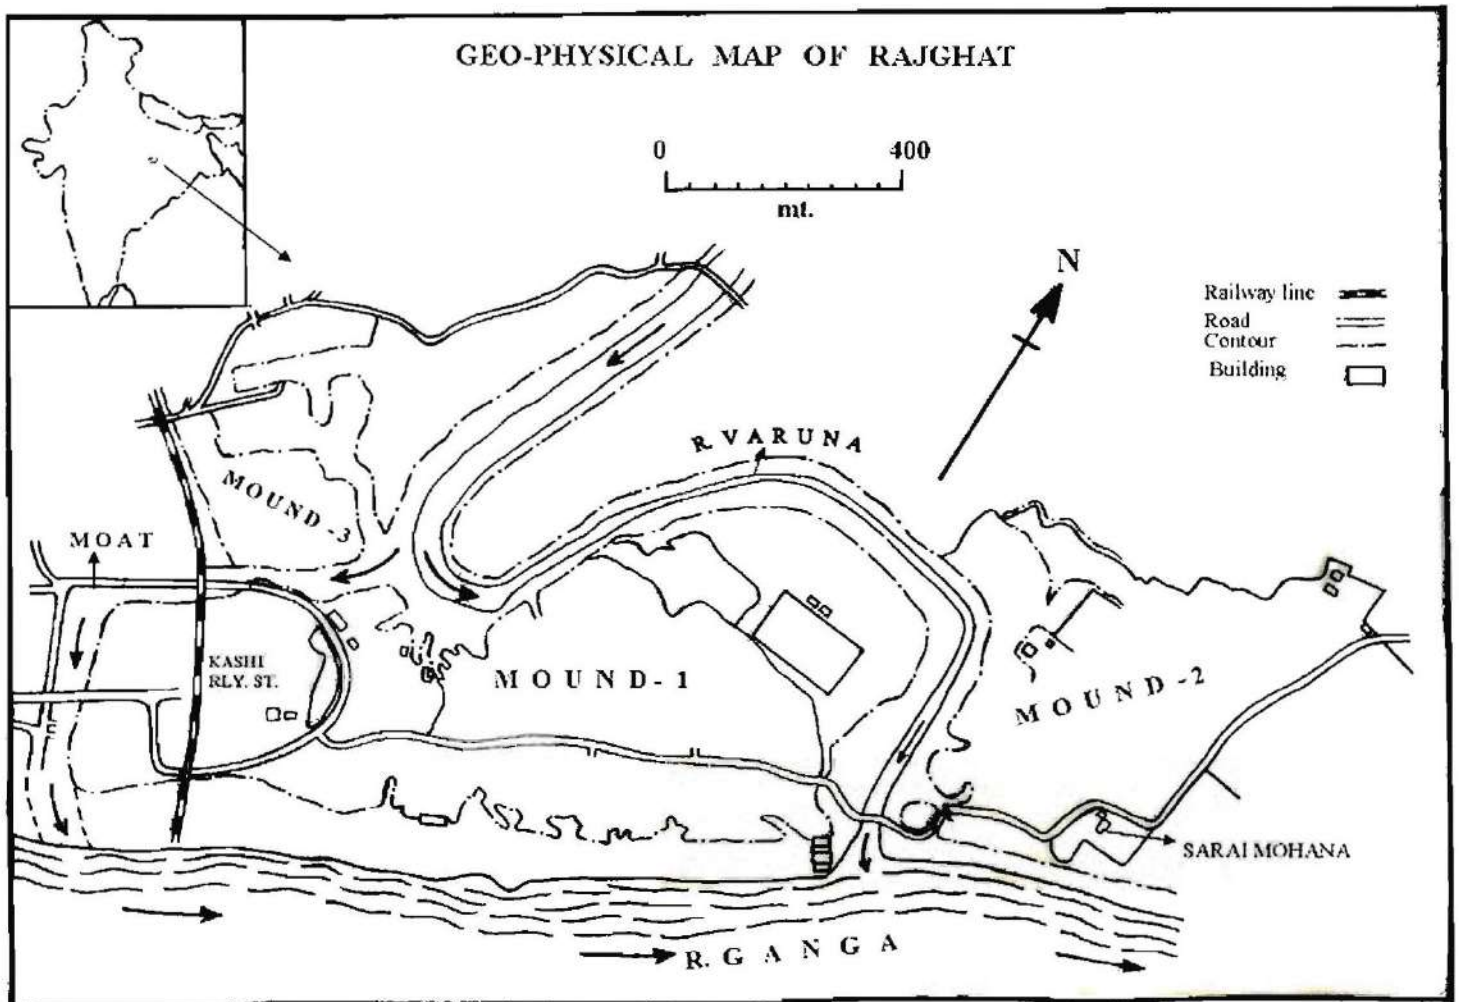 GEO-PHYSICAL MAP OF RAJGHAT
0 400
mt.
N
Railway line
Road
Contour
Building
R. VARUNA
MOUND-3
MOAT
KASHI
RLY. ST.
MOUND-1
MOUND-2
SARAI MOHANA
R. GANGA